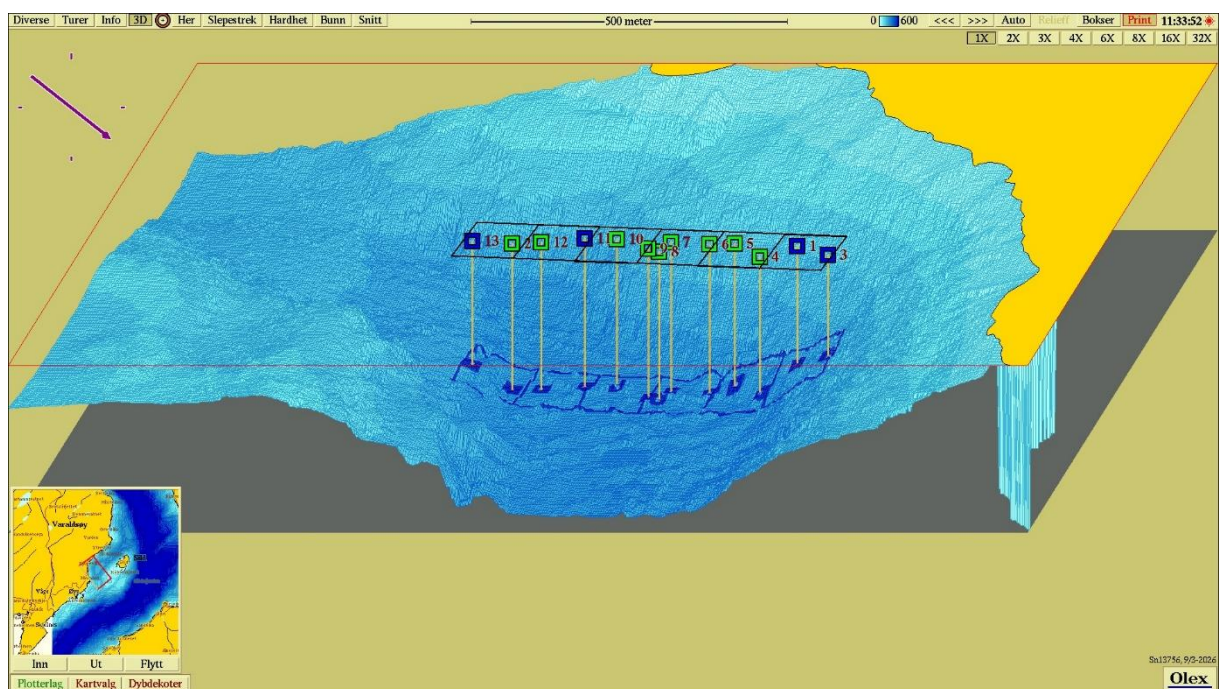 Diverse Turer Info 3D Her Slepestrek Hardhet Bunn Snitt 500 meter 0 600 <<< >>> Auto Relieff Bokser Print 11:33:52
1X 2X 3X 4X 6X 8X 16X 32X
13 2 12 11 10 9 8 7 6 5 4 1 3
Varaldsøy
Inn Ut Flytt
Sn13756, 9/3-2026
Plotterlag Kartvalg Dybdekoter
Olex